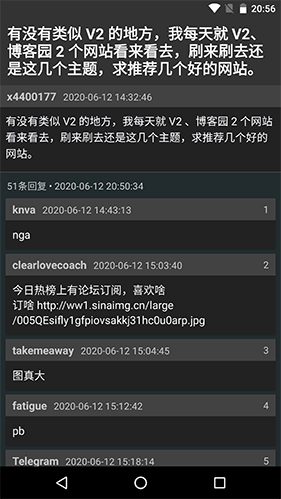 20:56
有没有类似 V2 的地方，我每天就 V2、
博客园 2 个网站看来看去，刷来刷去还
是这几个主题，求推荐几个好的网站。
x4400177 2020-06-12 14:32:46
有没有类似 V2 的地方，我每天就 V2 、博客园 2 个网站
看来看去，刷来刷去还是这几个主题，求推荐几个好的
网站。
51条回复 • 2020-06-12 20:50:34
knva 2020-06-12 14:43:13 1
nga
clearlovecoach 2020-06-12 15:03:40 2
今日热榜上有论坛订阅，喜欢啥
订啥 http://ww1.sinaimg.cn/large
/005QEsifly1gfpiovsakkj31hc0u0arp.jpg
takemeaway 2020-06-12 15:04:45 3
图真大
fatigue 2020-06-12 15:12:42 4
pb
Telegram 2020-06-12 15:18:14 5